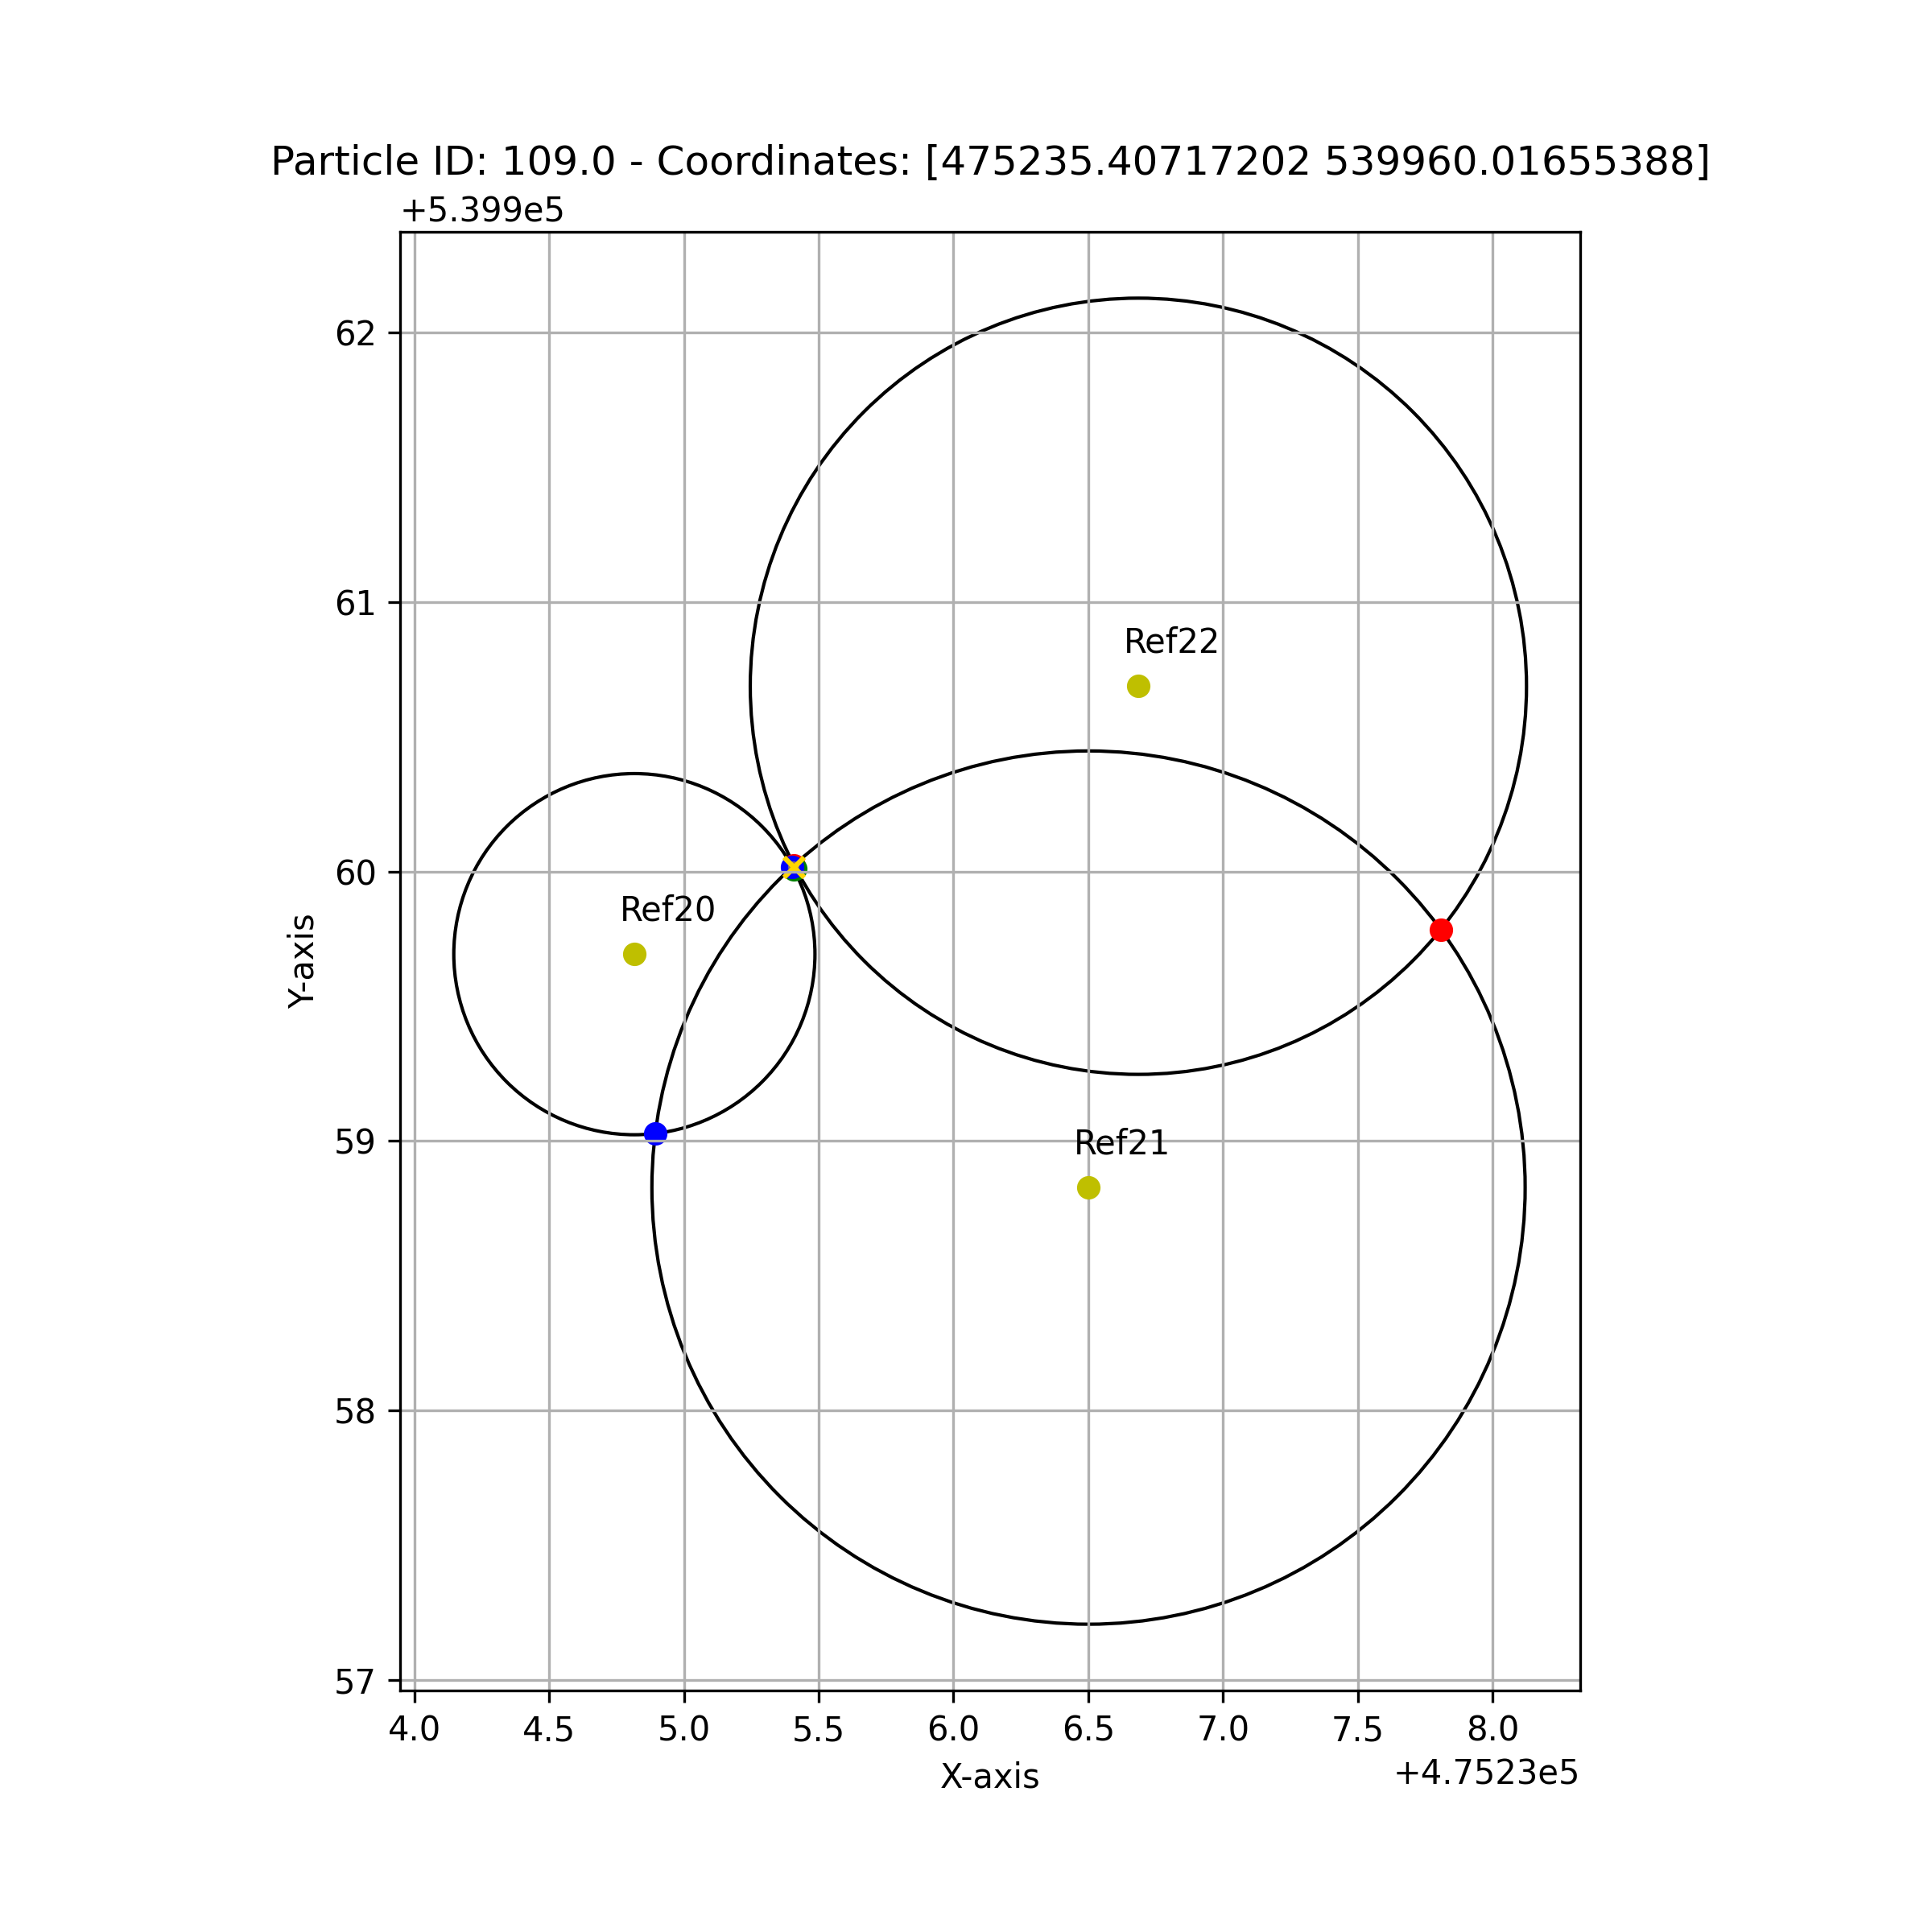 Particle ID: 109.0 - Coordinates: [475235.40717202 539960.01655388]
+5.399e5
62
61
Ref22
60
Ref20
Y-axis
59
Ref21
58
57
4.0 4.5 5.0 5.5 6.0 6.5 7.0 7.5 8.0
X-axis
+4.7523e5